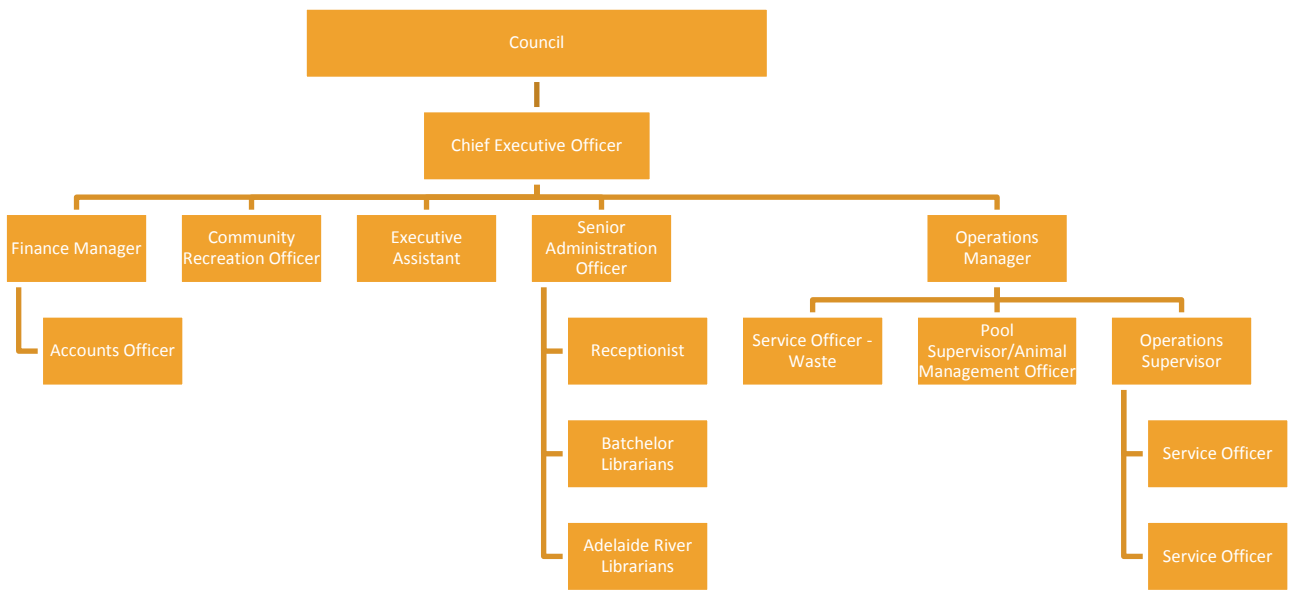 Council
Chief Executive Officer
Finance Manager
Community
Recreation Officer
Executive
Assistant
Senior
Administration
Officer
Operations
Manager
Accounts Officer
Receptionist
Service Officer -
Waste
Pool
Supervisor/Animal
Management Officer
Operations
Supervisor
Batchelor
Librarians
Service Officer
Adelaide River
Librarians
Service Officer